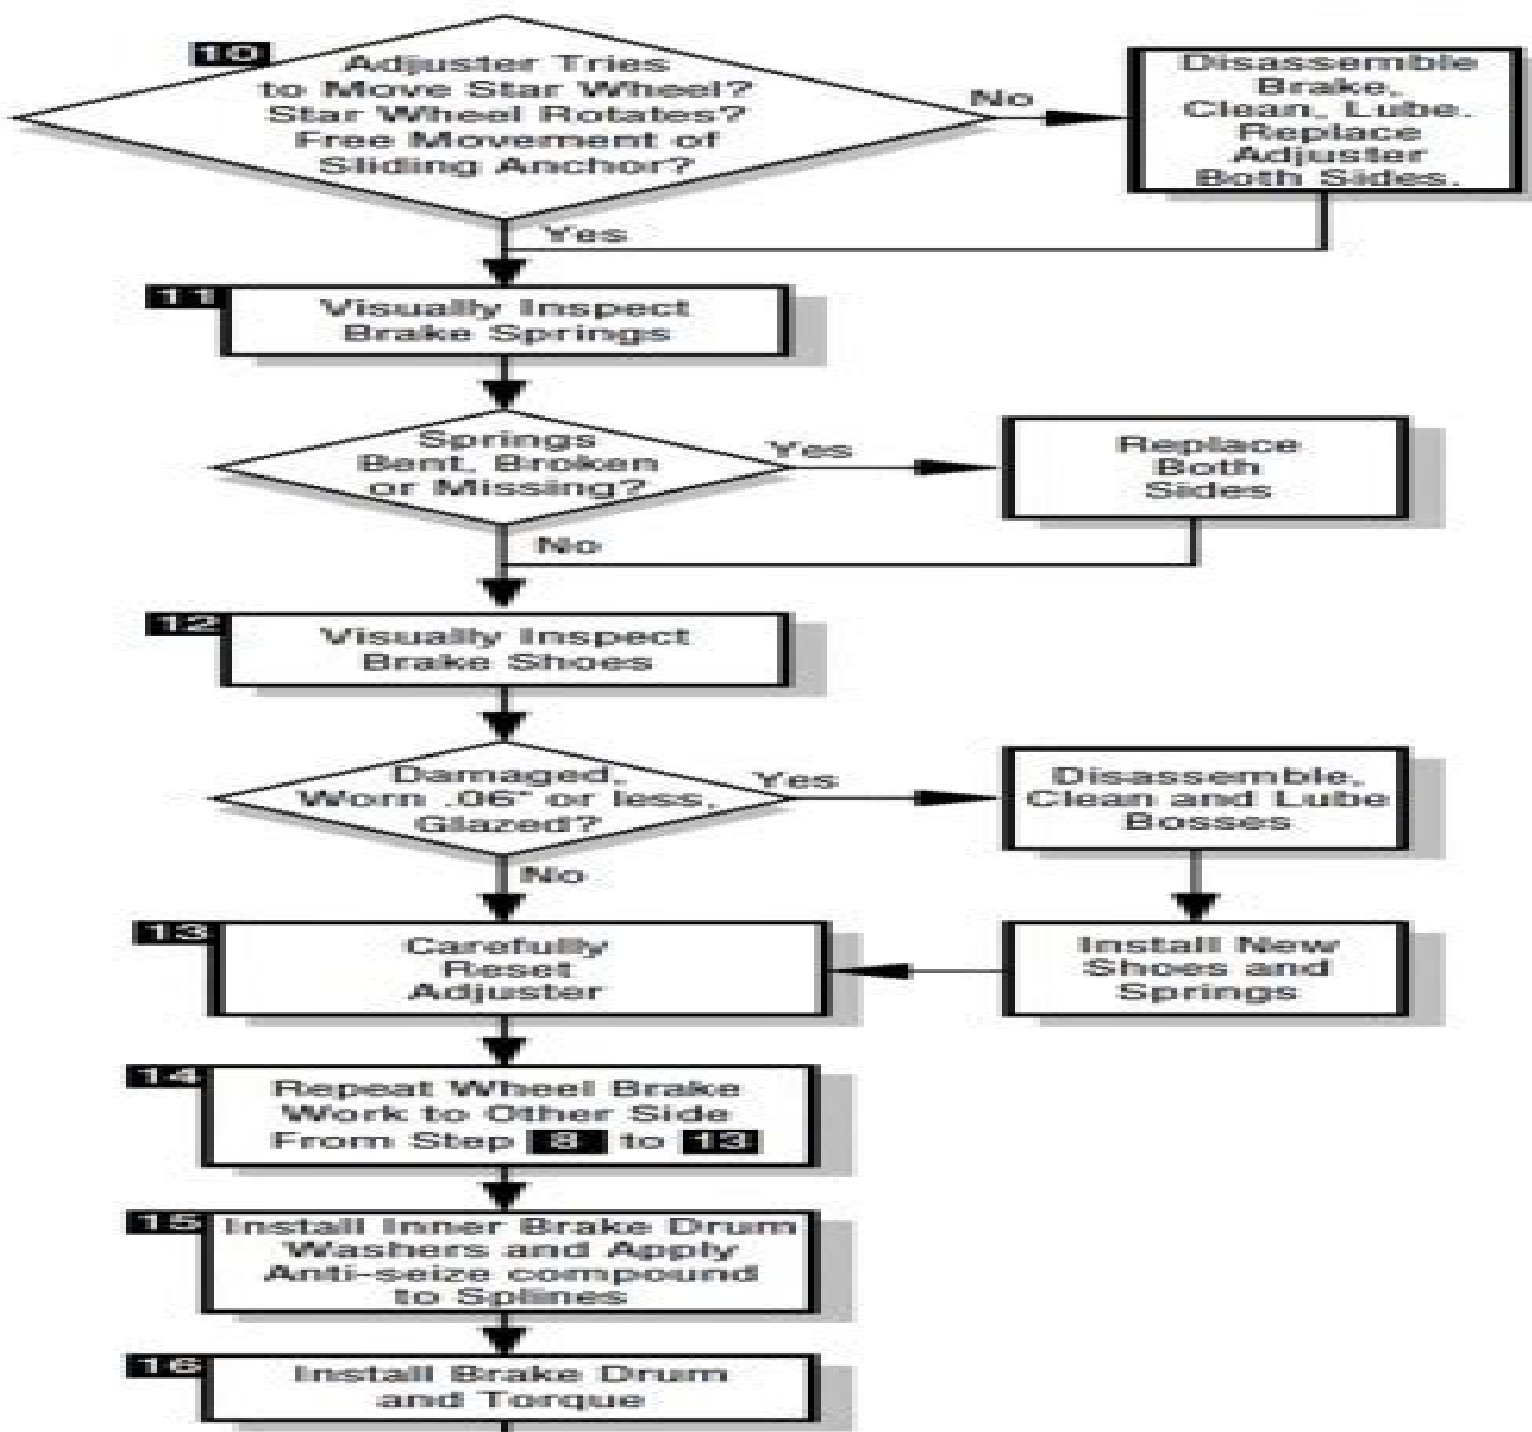 10
Adjuster Tries
to Move Star Wheel?
Star Wheel Rotates?
Free Movement of
Sliding Anchor?
No
Disassemble
Brake,
Clean, Lube.
Replace
Adjuster
Both Sides.
Yes
11
Visually Inspect
Brake Springs
Springs
Bent, Broken
or Missing?
Yes
Replace
Both
Sides
No
12
Visually Inspect
Brake Shoes
Damaged,
Worn .06" or less,
Glazed?
Yes
Disassemble,
Clean and Lube
Bosses
No
13
Carefully
Reset
Adjuster
Install New
Shoes and
Springs
14
Repeat Wheel Brake
Work to Other Side
From Step 8 to 13
15
Install Inner Brake Drum
Washers and Apply
Anti-seize compound
to Splines
16
Install Brake Drum
and Torque